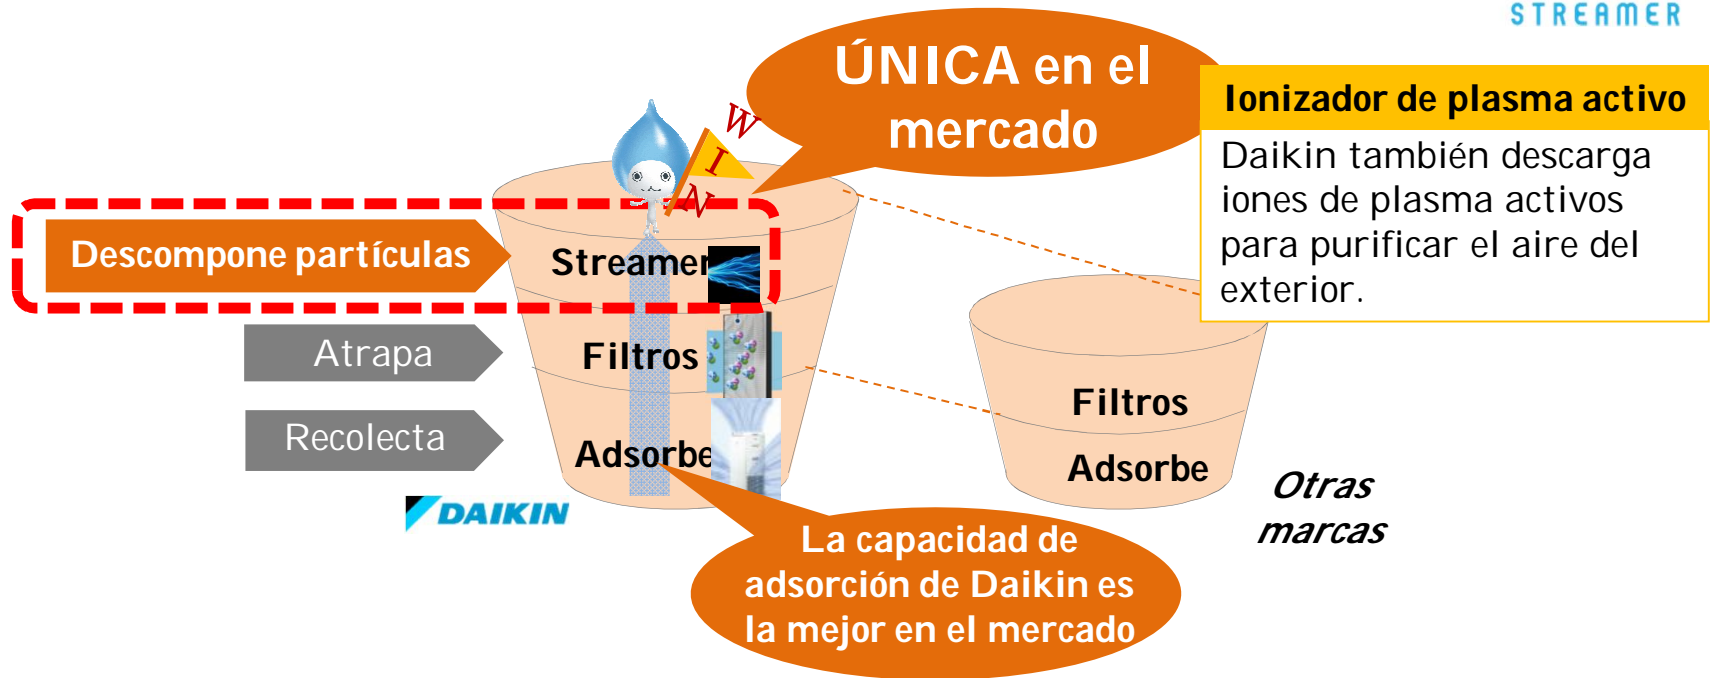 STREAMER
ÚNICA en el
mercado
Ionizador de plasma activo
Daikin también descarga
iones de plasma activos
para purificar el aire del
exterior.
W
I
N
Descompone partículas
Streamer
Atrapa
Filtros
Recolecta
Adsorbe
DAIKIN
Filtros
Adsorbe
Otras
marcas
La capacidad de
adsorción de Daikin es
la mejor en el mercado